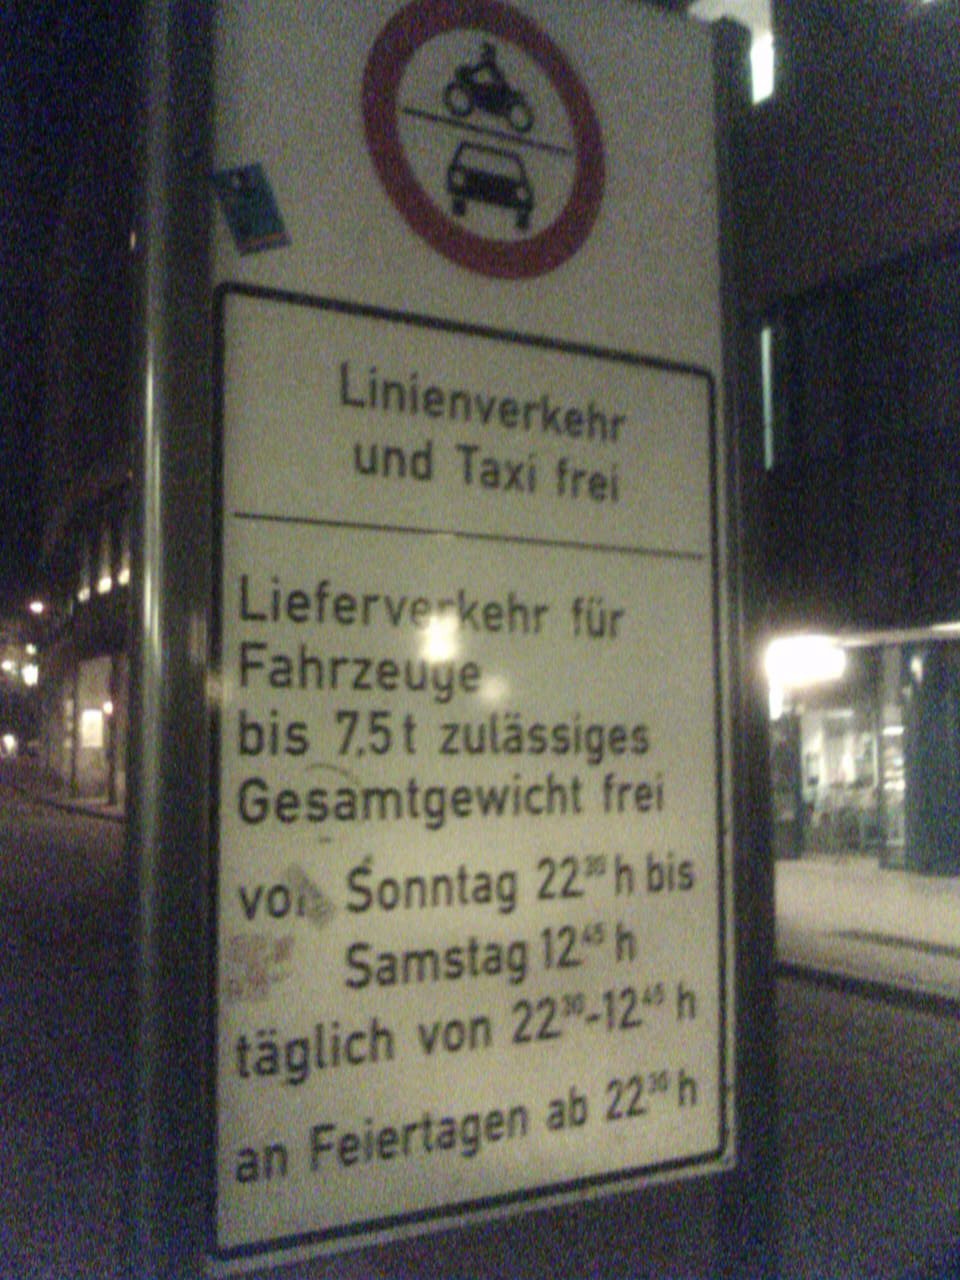 Linienverkehr
und Taxi frei
Lieferverkehr für
Fahrzeuge
bis 7,5t zulässiges
Gesamtgewicht frei
von Sonntag 22³⁰ h bis
Samstag 12⁴⁵ h
täglich von 22³⁰-12⁴⁵ h
an Feiertagen ab 22³⁰ h